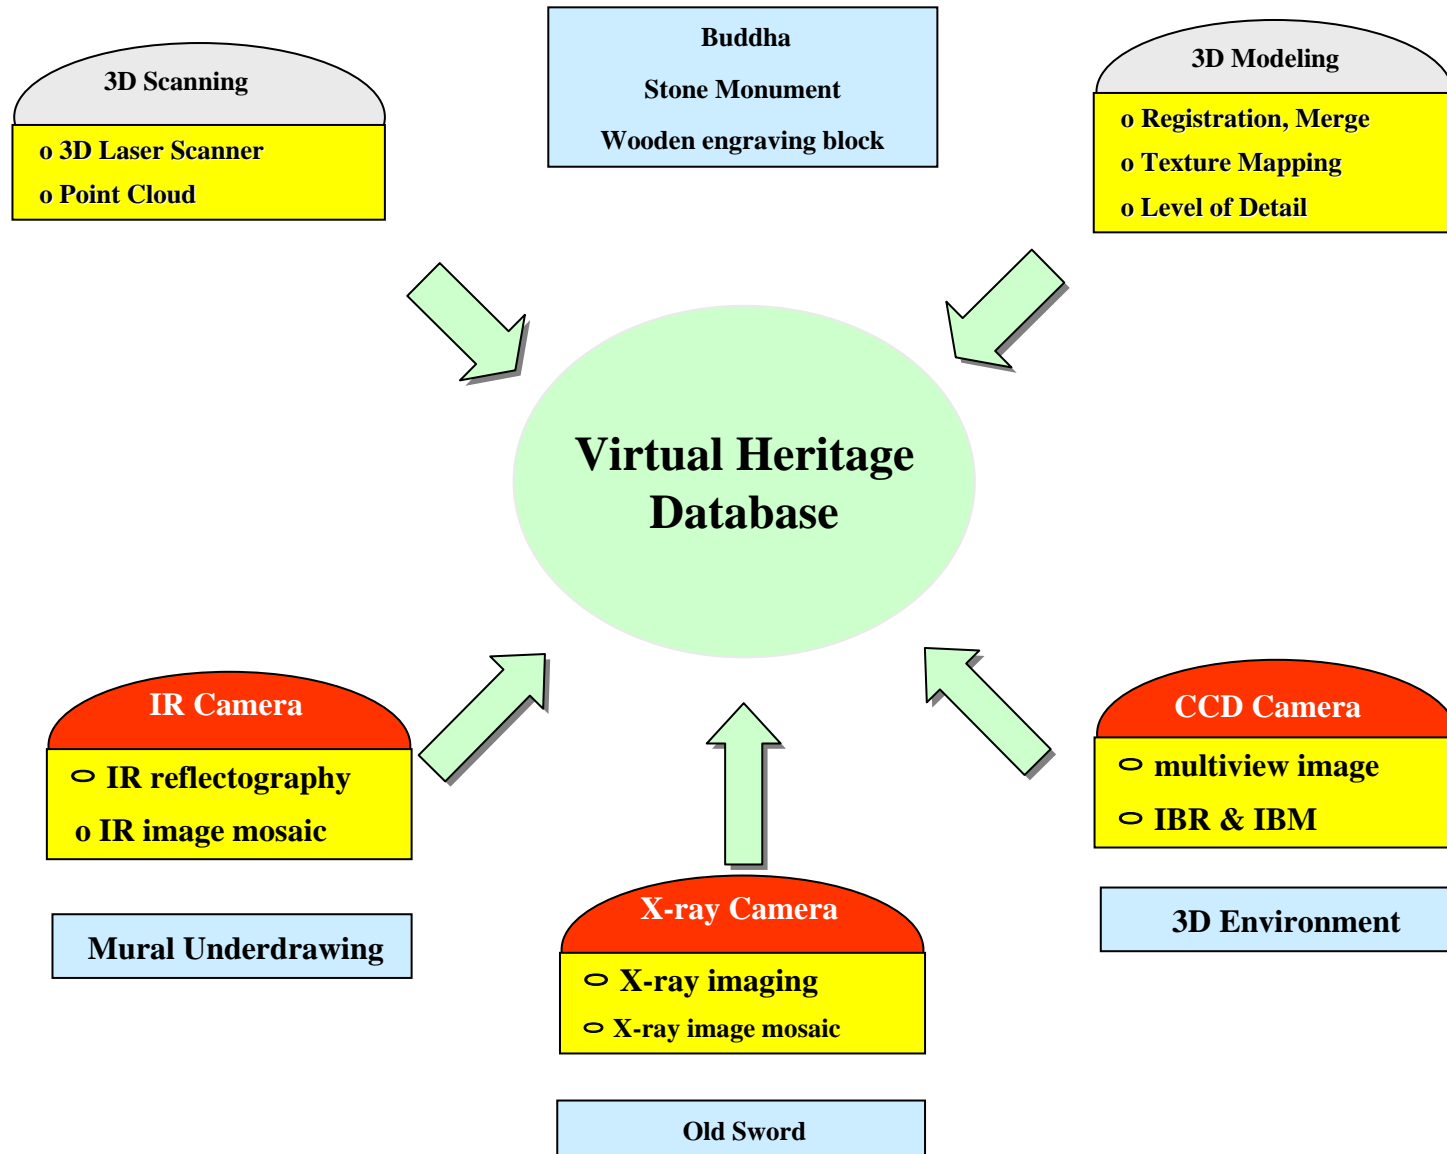 3D Scanning
o 3D Laser Scanner
o Point Cloud
Buddha
Stone Monument
Wooden engraving block
3D Modeling
o Registration, Merge
o Texture Mapping
o Level of Detail
Virtual Heritage
Database
IR Camera
o IR reflectography
o IR image mosaic
Mural Underdrawing
X-ray Camera
o X-ray imaging
o X-ray image mosaic
Old Sword
CCD Camera
o multiview image
o IBR & IBM
3D Environment